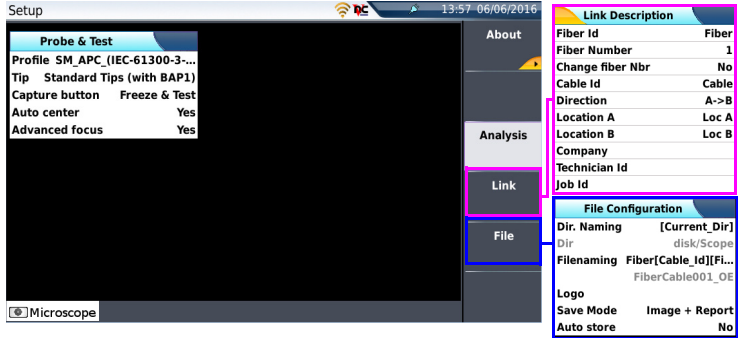 Setup
DC
13:57 06/06/2016
Probe & Test
Profile SM_APC_(IEC-61300-3-...
Tip Standard Tips (with BAP1)
Capture button Freeze & Test
Auto center Yes
Advanced focus Yes
About
Analysis
Link
File
Microscope
Link Description
Fiber Id Fiber
Fiber Number 1
Change fiber Nbr No
Cable Id Cable
Direction A->B
Location A Loc A
Location B Loc B
Company
Technician Id
Job Id
File Configuration
Dir. Naming [Current_Dir]
Dir disk/Scope
Filenaming Fiber[Cable_Id][Fi...
FiberCable001_OE
Logo
Save Mode Image + Report
Auto store No